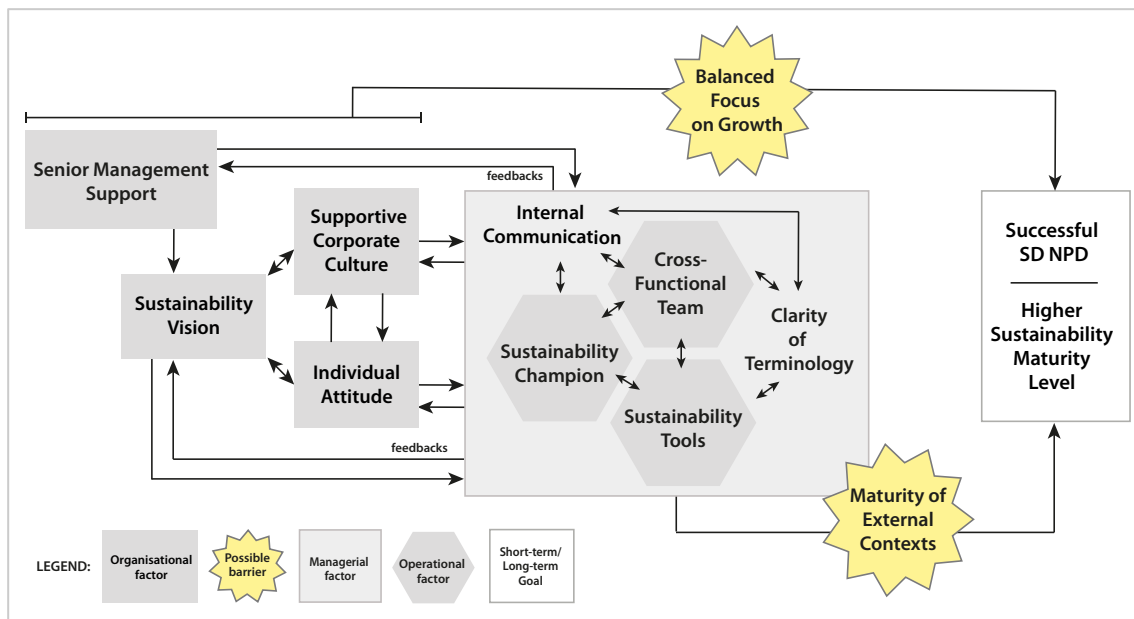 Balanced
Focus
on Growth
Senior Management
Support
feedbacks
Supportive
Corporate
Culture
Internal
Communication
Cross-
Functional
Team
Successful
SD NPD
Higher
Sustainability
Maturity
Level
Sustainability
Vision
Clarity
of
Terminology
Sustainability
Champion
Individual
Attitude
Sustainability
Tools
feedbacks
Maturity of
External
Contexts
LEGEND:
Organisational
factor
Possible
barrier
Managerial
factor
Operational
factor
Short-term/
Long-term
Goal